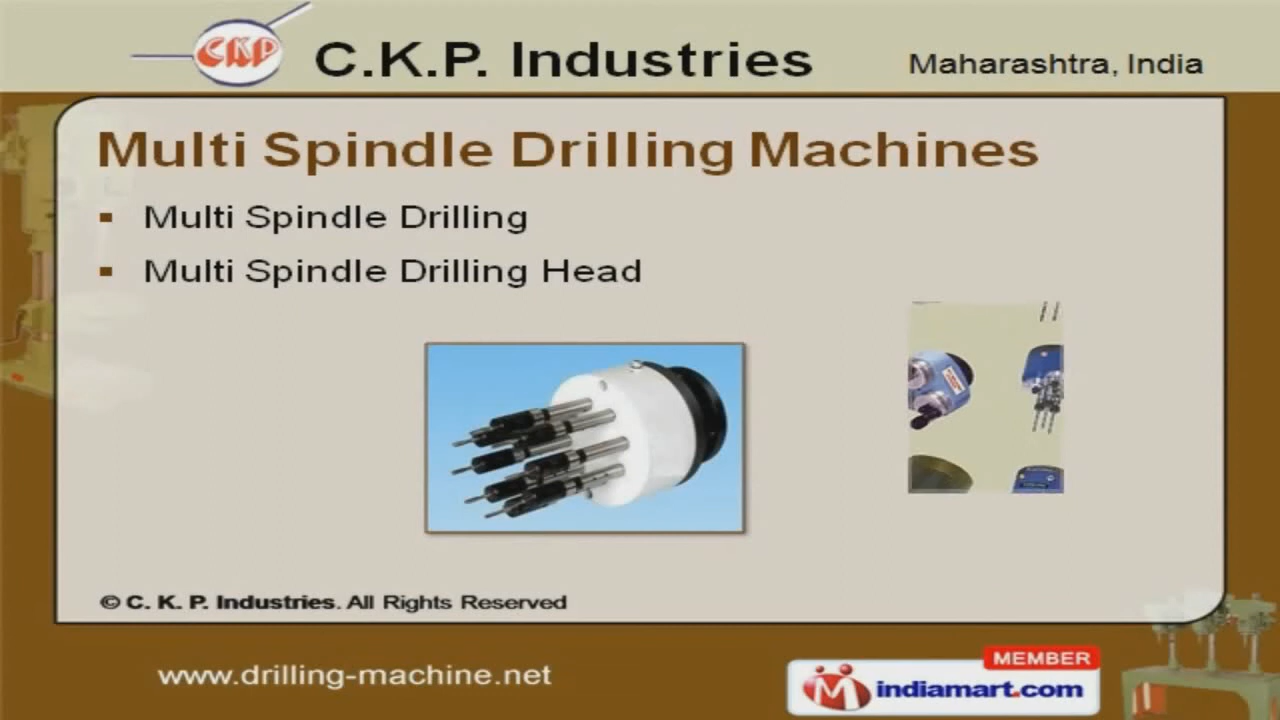 CKP
C.K.P. Industries
Maharashtra, India
Multi Spindle Drilling Machines
▪ Multi Spindle Drilling
▪ Multi Spindle Drilling Head
© C. K. P. Industries. All Rights Reserved
www.drilling-machine.net
MEMBER
indiamart.com